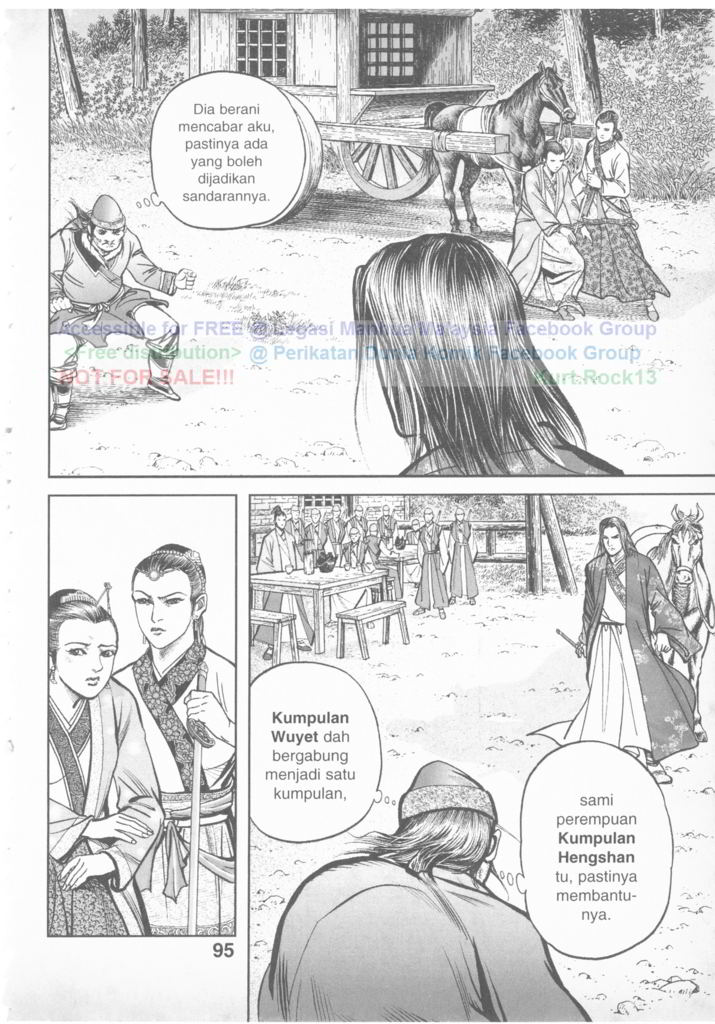 Dia berani
mencabar aku,
pastinya ada
yang boleh
dijadikan
sandarannya.
Accessible for FREE @ Legasi Manhua Malaysia Facebook Group
<Free distribution> @ Perikatan Dunia Komik Facebook Group
NOT FOR SALE!!! Kurt.Rock13
Kumpulan
Wuyet dah
bergabung
menjadi satu
kumpulan,
sami
perempuan
Kumpulan
Hengshan
tu, pastinya
membantu-
nya.
95